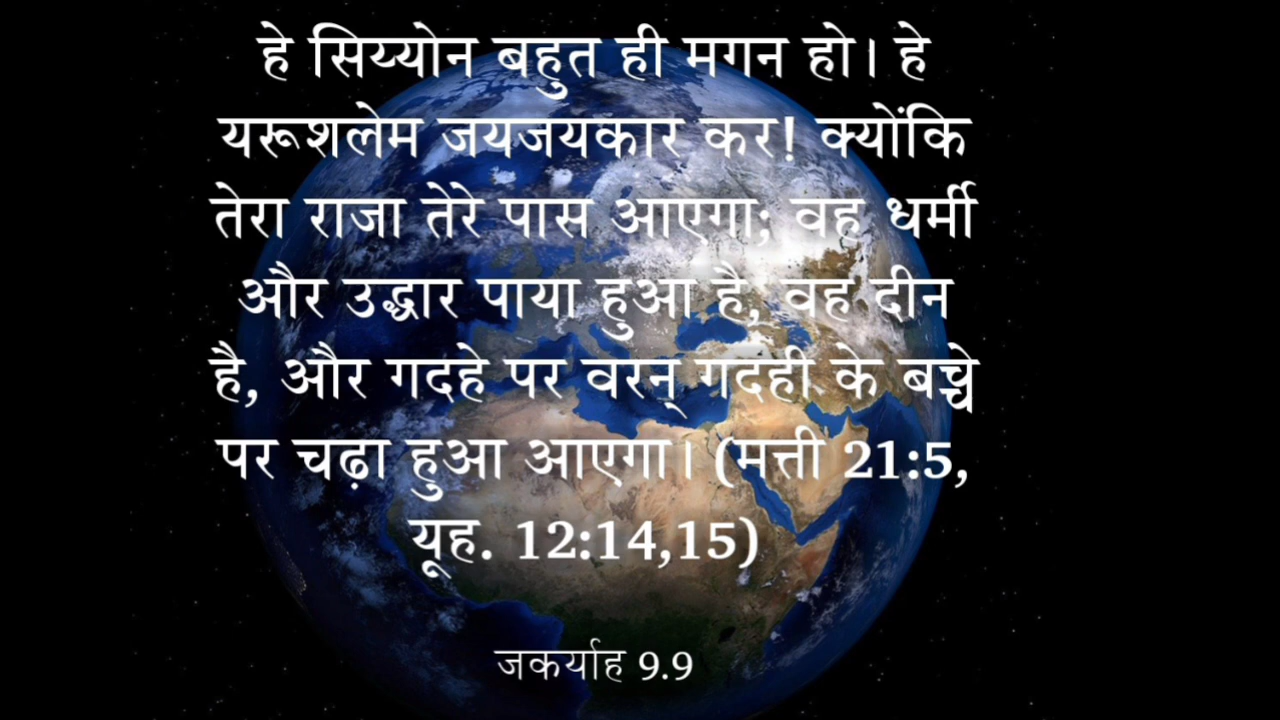 हे सिय्योन बहुत ही मगन हो। हे
यरूशलेम जयजयकार कर! क्योंकि
तेरा राजा तेरे पास आएगा; वह धर्मी
और उद्धार पाया हुआ है, वह दीन
है, और गदहे पर वरन् गदही के बच्चे
पर चढ़ा हुआ आएगा। (मत्ती 21:5,
यूह. 12:14,15)
जकर्याह 9.9